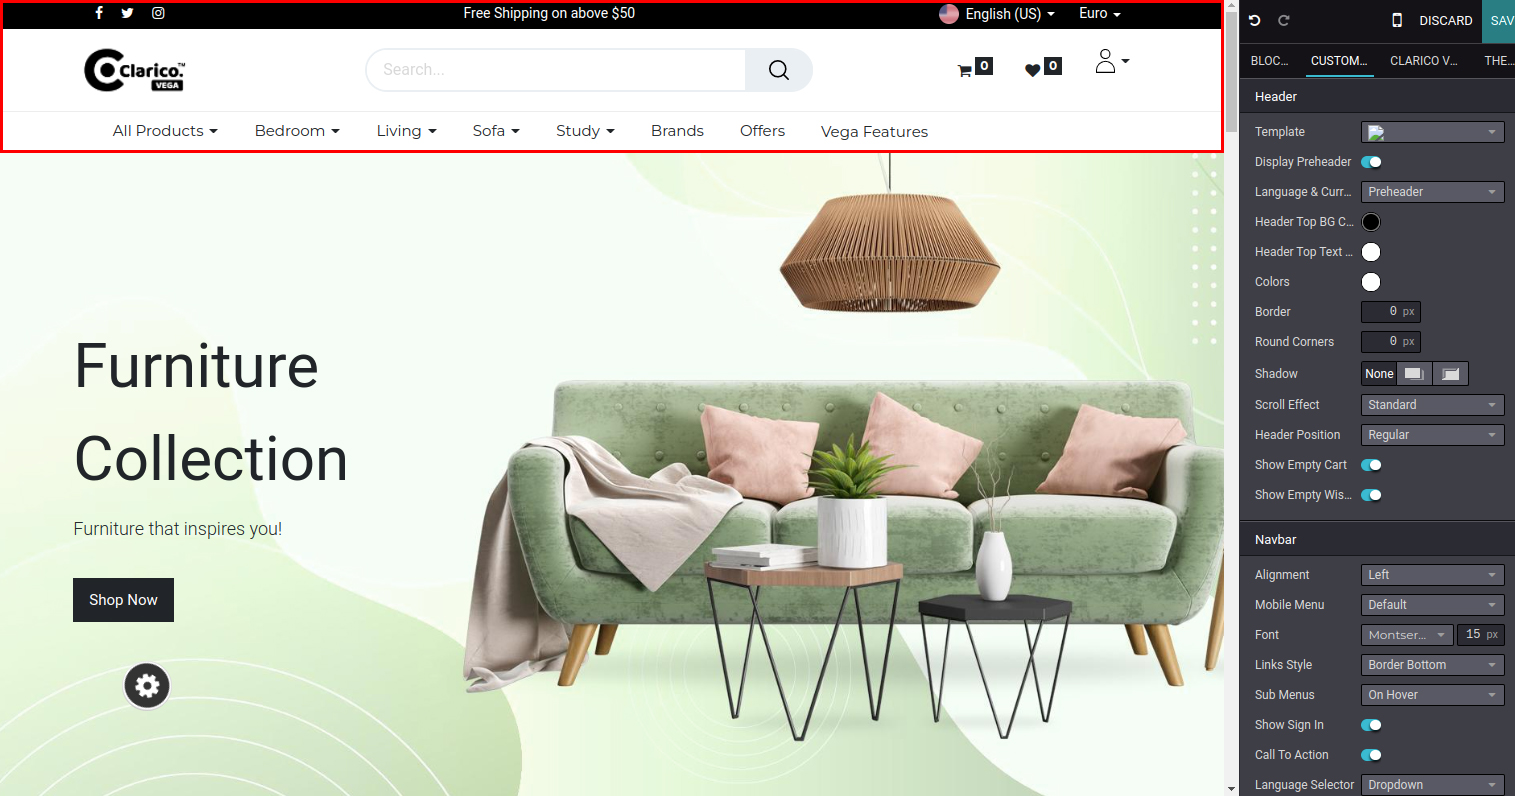 Free Shipping on above $50
English (US)
Euro
Clarico.™
VEGA
Search...
0
0
All Products
Bedroom
Living
Sofa
Study
Brands
Offers
Vega Features
Furniture
Collection
Furniture that inspires you!
Shop Now
DISCARD
SAV
BLOC...
CUSTOM...
CLARICO V...
THE...
Header
Template
Display Preheader
Language & Curr... Preheader
Header Top BG C...
Header Top Text ...
Colors
Border 0 px
Round Corners 0 px
Shadow None
Scroll Effect Standard
Header Position Regular
Show Empty Cart
Show Empty Wis...
Navbar
Alignment Left
Mobile Menu Default
Font Montser... 15 px
Links Style Border Bottom
Sub Menus On Hover
Show Sign In
Call To Action
Language Selector Dropdown